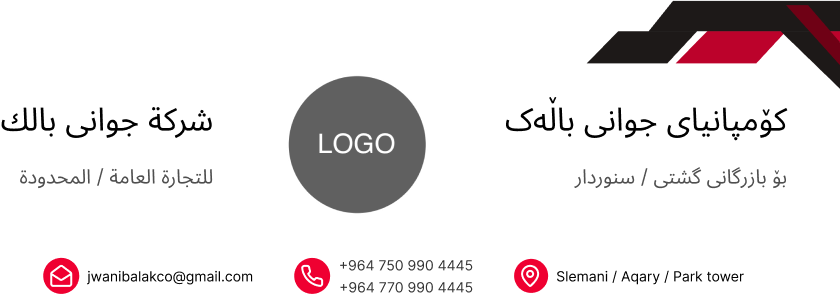 کۆمپانیای جوانی باڵەک
بۆ بازرگانی گشتی / سنوردار
LOGO
شركة جوانى بالك
للتجارة العامة / المحدودة
jwanibalakco@gmail.com
+964 750 990 4445
+964 770 990 4445
Slemani / Aqary / Park tower